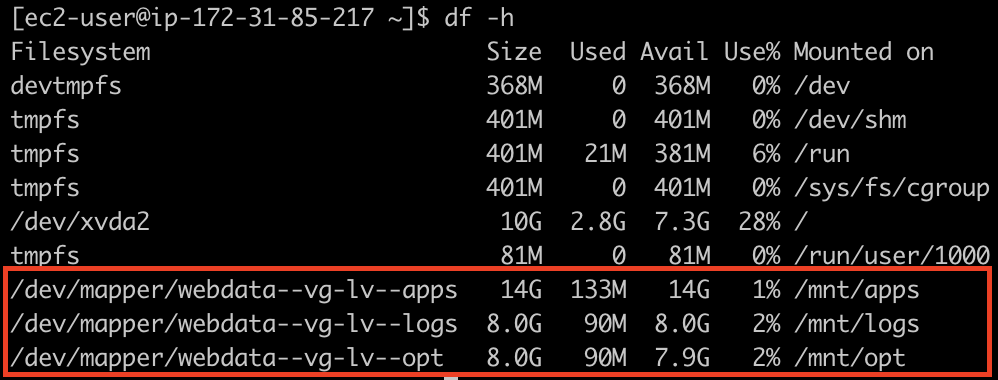 [ec2-user@ip-172-31-85-217 ~]$ df -h
Filesystem                        Size  Used Avail Use% Mounted on
devtmpfs                          368M     0  368M   0% /dev
tmpfs                             401M     0  401M   0% /dev/shm
tmpfs                             401M   21M  381M   6% /run
tmpfs                             401M     0  401M   0% /sys/fs/cgroup
/dev/xvda2                         10G  2.8G  7.3G  28% /
tmpfs                              81M     0   81M   0% /run/user/1000
/dev/mapper/webdata--vg-lv--apps   14G  133M   14G   1% /mnt/apps
/dev/mapper/webdata--vg-lv--logs  8.0G   90M  8.0G   2% /mnt/logs
/dev/mapper/webdata--vg-lv--opt   8.0G   90M  7.9G   2% /mnt/opt